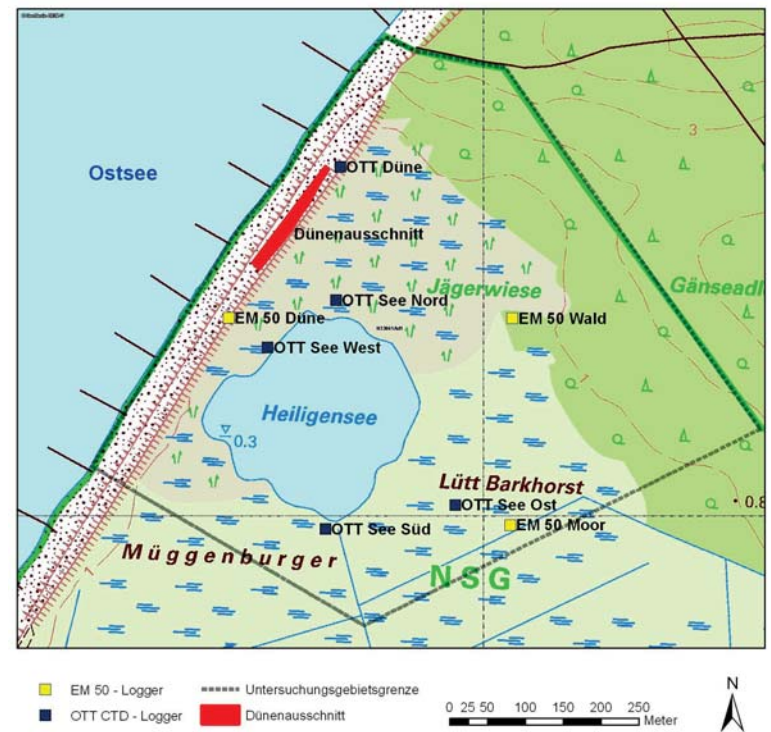 Ostsee
3
OTT Düne
Dünenausschnitt
Jägerwiese
Gänseadl
OTT See Nord
EM 50 Düne
EM 50 Wald
OTT See West
1
Heiligensee
0.3
Lütt Barkhorst
OTT See Ost
0.8
OTT See Süd
EM 50 Moor
Müggenburger
1
NSG
EM 50 - Logger
Untersuchungsgebietsgrenze
OTT CTD - Logger
Dünenausschnitt
0 25 50 100 150 200 250
Meter
N